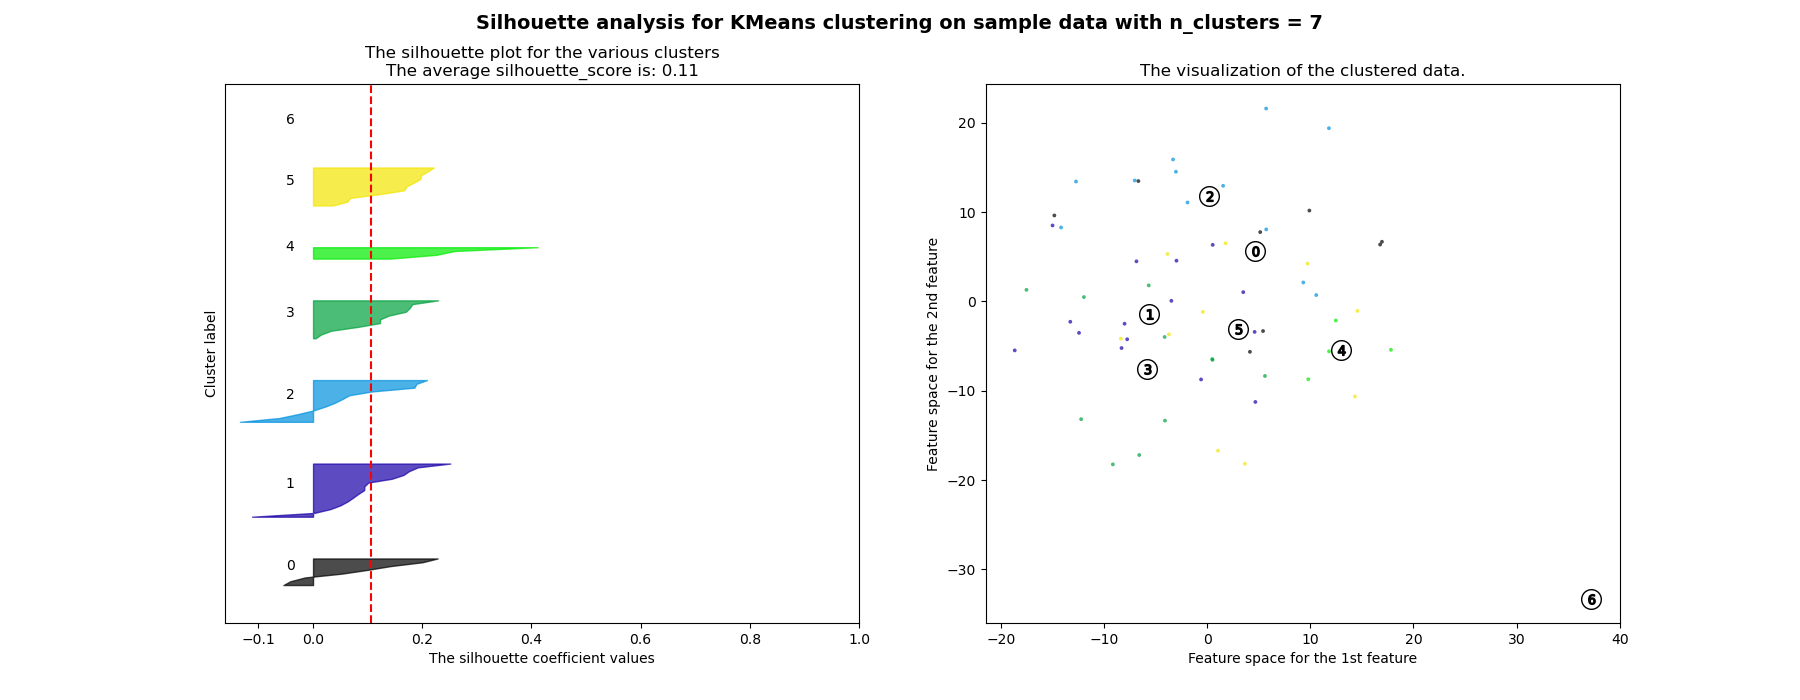 Silhouette analysis for KMeans clustering on sample data with n_clusters = 7
The silhouette plot for the various clusters
The average silhouette_score is: 0.11
6
5
4
3
2
1
0
Cluster label
−0.1 0.0 0.2 0.4 0.6 0.8 1.0
The silhouette coefficient values
The visualization of the clustered data.
20
10
0
−10
−20
−30
Feature space for the 2nd feature
2
0
1
5
4
3
6
−20 −10 0 10 20 30 40
Feature space for the 1st feature